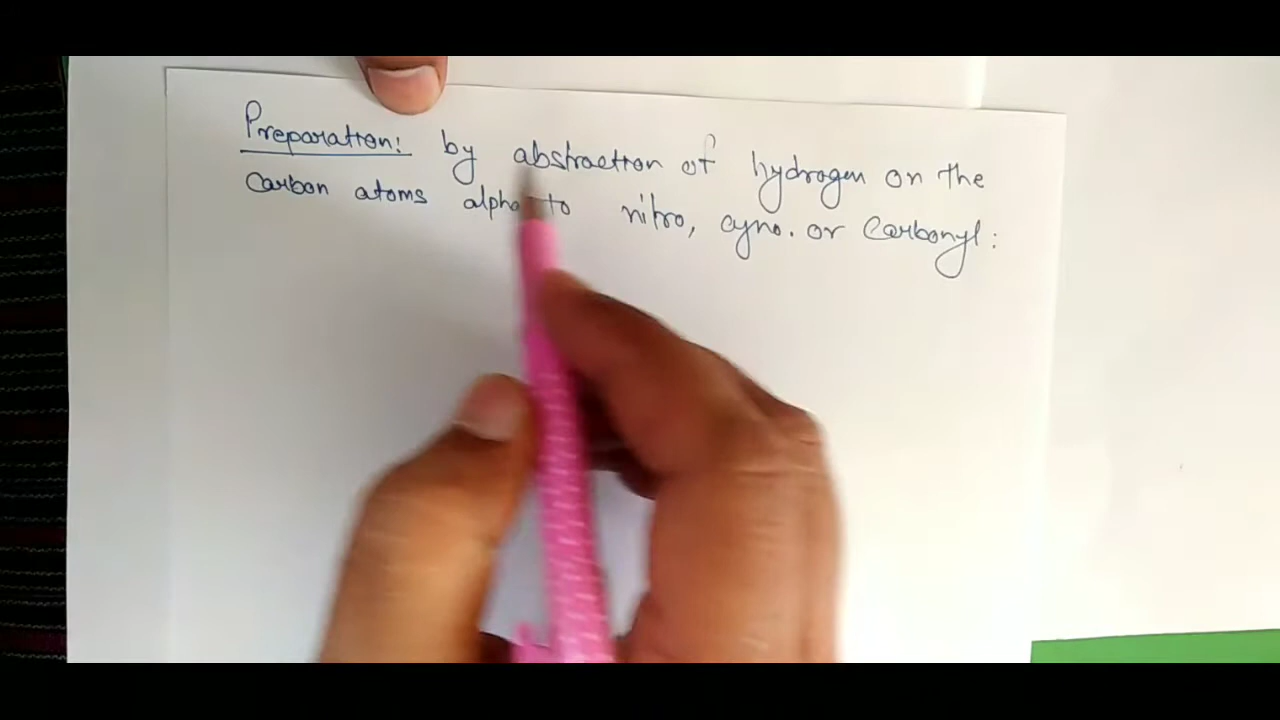 Preparation: by abstraction of hydrogen on the
Carbon atoms alpha to nitro, cyno. or Carbonyl: